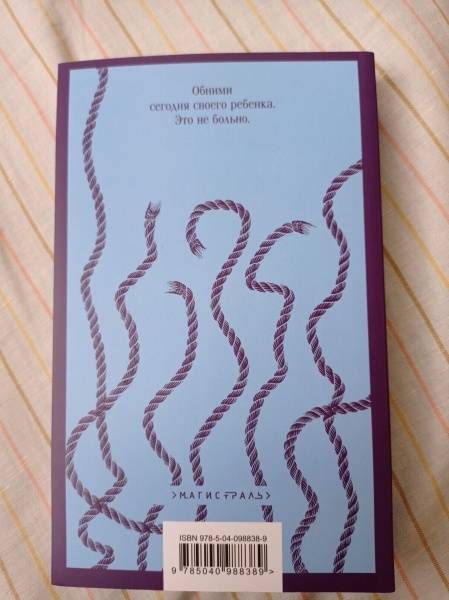 Обними
сегодня своего ребенка.
Это не больно.
›МАГИСТРАЛЬ›
ISBN 978-5-04-098838-9
9 785040 988389 >